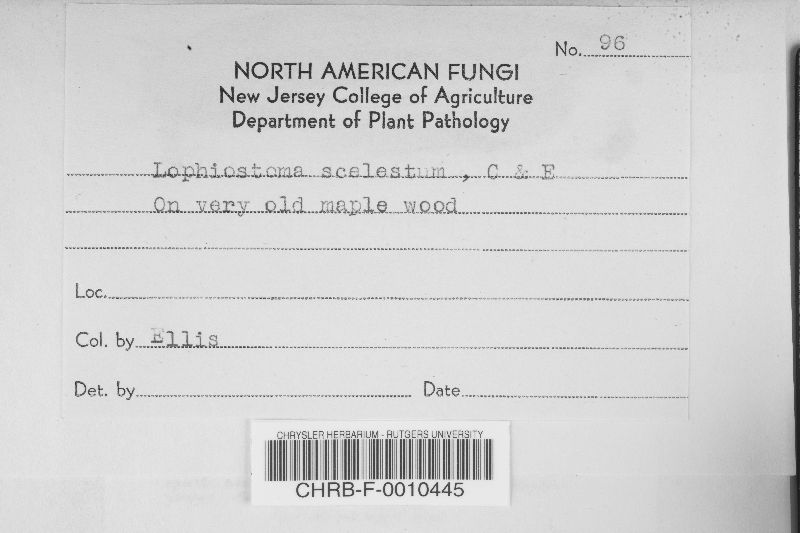 No. 96
NORTH AMERICAN FUNGI
New Jersey College of Agriculture
Department of Plant Pathology
Lophiostoma scelestum , C & E
On very old maple wood
Loc.
Col. by Ellis
Det. by Date
CHRYSLER HERBARIUM - RUTGERS UNIVERSITY
CHRB-F-0010445